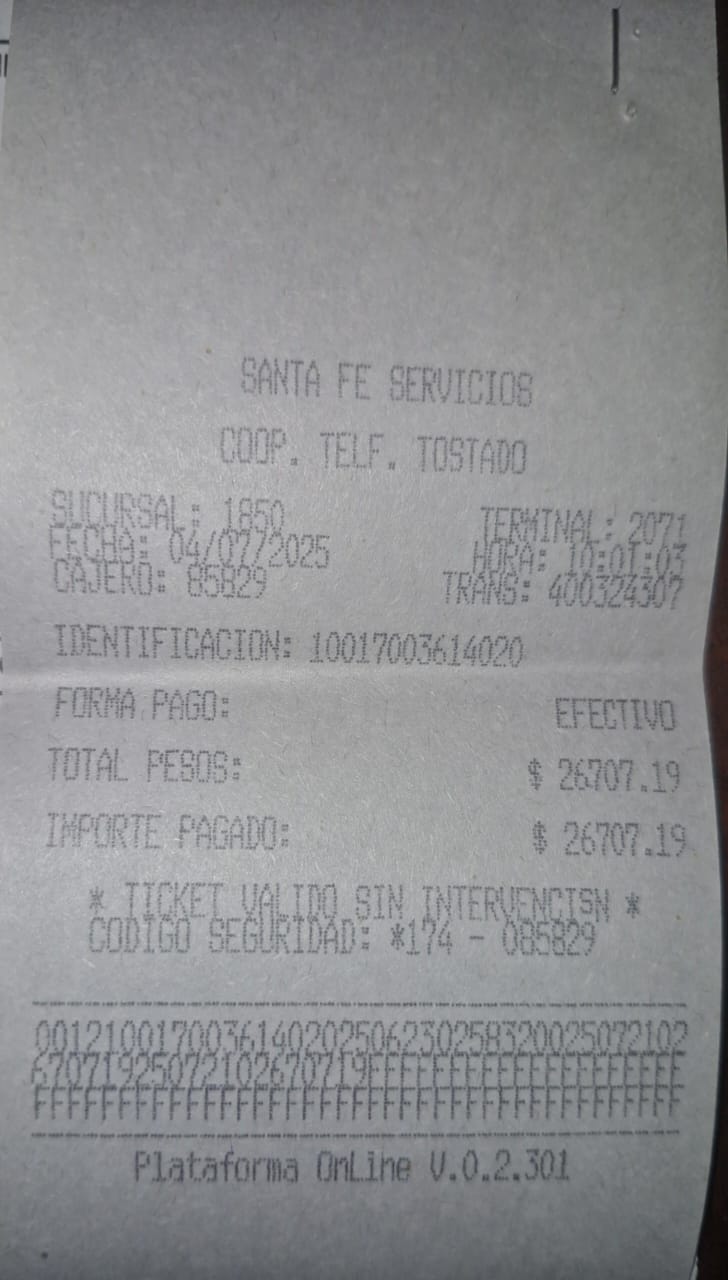 SANTA FE SERVICIOS
COOP. TELF. TOSTADO
SUCURSAL: 1850 TERMINAL: 2071
FECHA: 04/07/2025 HORA: 10:01:03
CAJERO: 85829 TRANS: 400324307
IDENTIFICACION: 10017003614020
FORMA PAGO: EFECTIVO
TOTAL PESOS: $ 26707.19
IMPORTE PAGADO: $ 26707.19
* TICKET VALIDO SIN INTERVENCISN *
CODIGO SEGURIDAD: *174 - 085829
0012100170036140202506230258320025072102
67071925072102670719FFFFFFFFFFFFFFFFFFFF
FFFFFFFFFFFFFFFFFFFFFFFFFFFFFFFFFFFFFFFF
Plataforma OnLine V.0.2.301